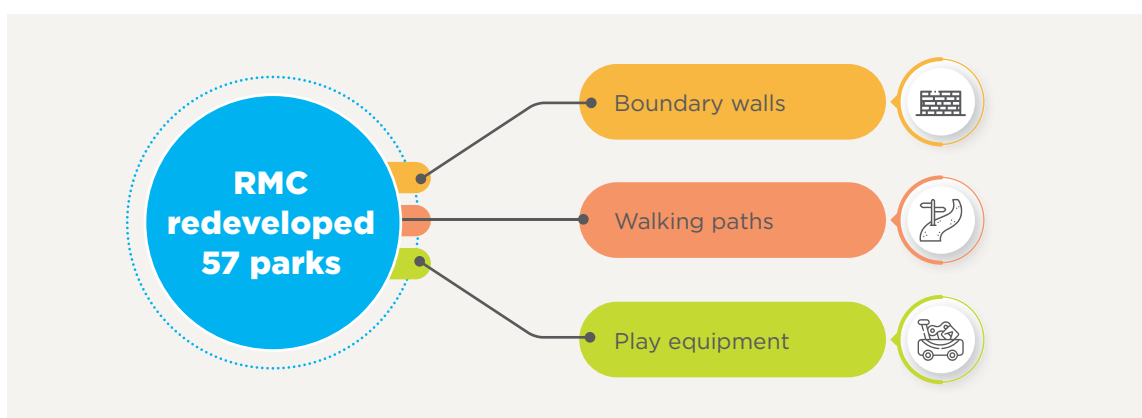 RMC
redeveloped
57 parks
Boundary walls
Walking paths
Play equipment